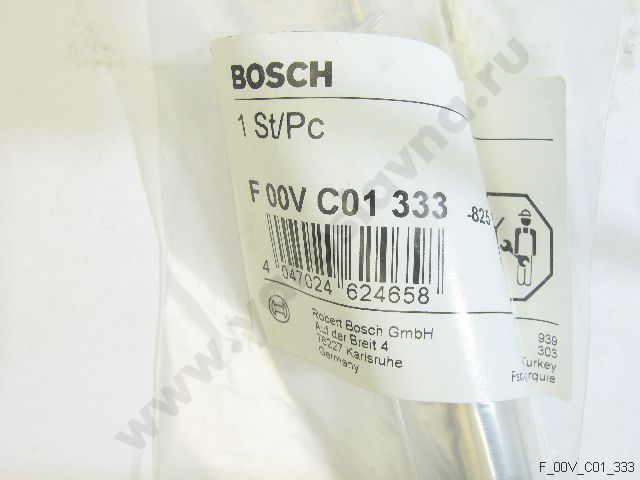 BOSCH
1 St/Pc
F 00V C01 333 -825
4 047024 624658
Robert Bosch GmbH
Auf der Breit 4
76227 Karlsruhe
Germany
939
303
Turkey
F_00V_C01_333